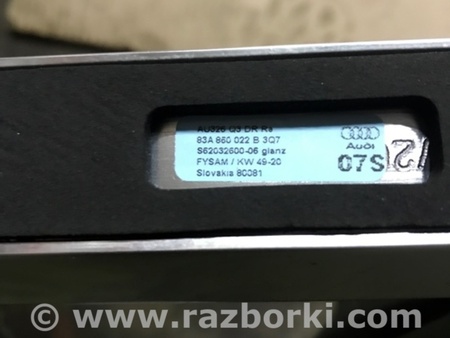 AU326 Q3 DR Re
83A 860 022 B 3Q7
S62032600-06 glanz
FYSAM / KW 49-20
Slovakia 80081
Audi
07S
© www.razborki.com